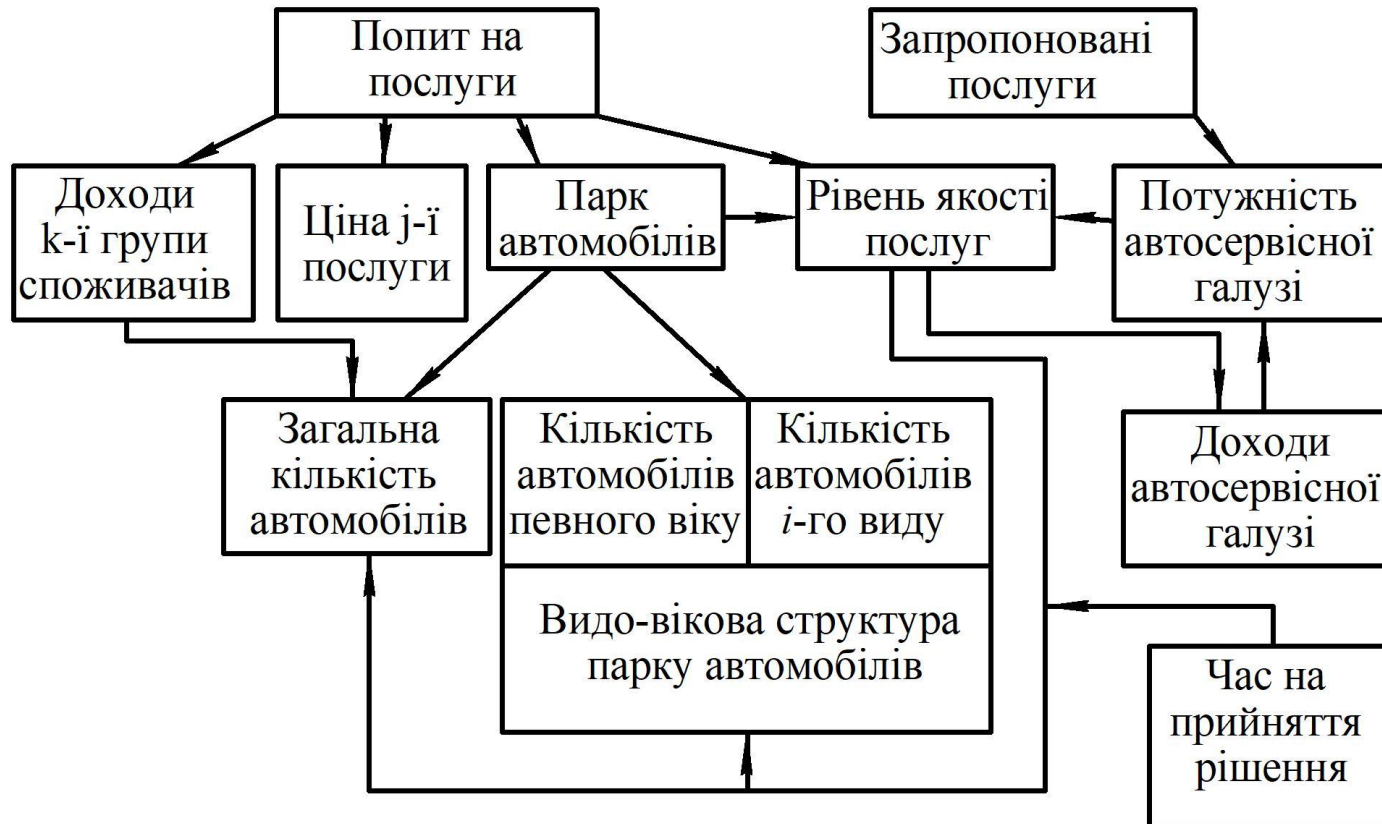 Попит на
послуги
Запропоновані
послуги
Доходи
k-ї групи
споживачів
Ціна j-ї
послуги
Парк
автомобілів
Рівень якості
послуг
Потужність
автосервісної
галузі
Загальна
кількість
автомобілів
Кількість
автомобілів
певного віку
Кількість
автомобілів
i-го виду
Доходи
автосервісної
галузі
Видо-вікова структура
парку автомобілів
Час на
прийняття
рішення